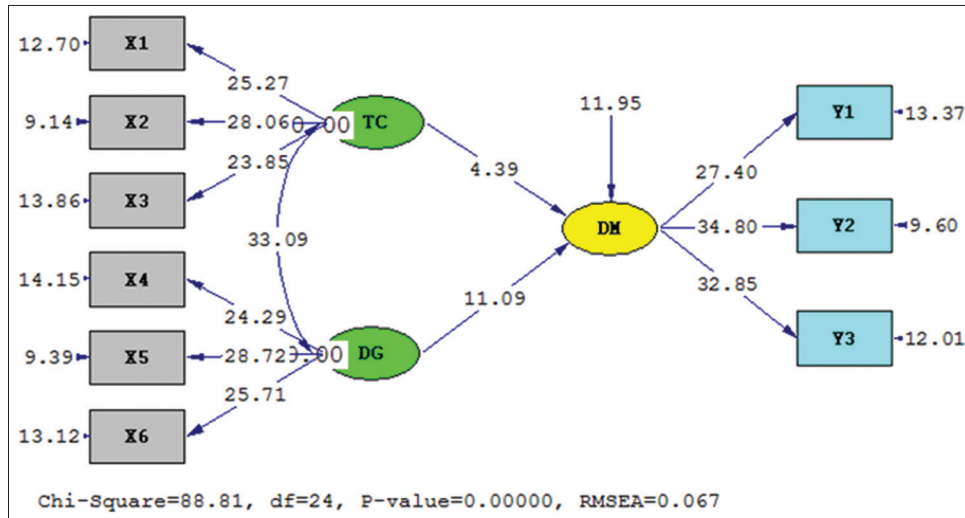 12.70 X1
25.27
9.14 X2 28.06 0.00 TC
11.95
Y1 13.37
23.85
4.39
27.40
13.86 X3
33.09
DM 34.80 Y2 9.60
14.15 X4
11.09
32.85
24.29
9.39 X5 28.72 .00 DG
Y3 12.01
25.71
13.12 X6
Chi-Square=88.81, df=24, P-value=0.00000, RMSEA=0.067